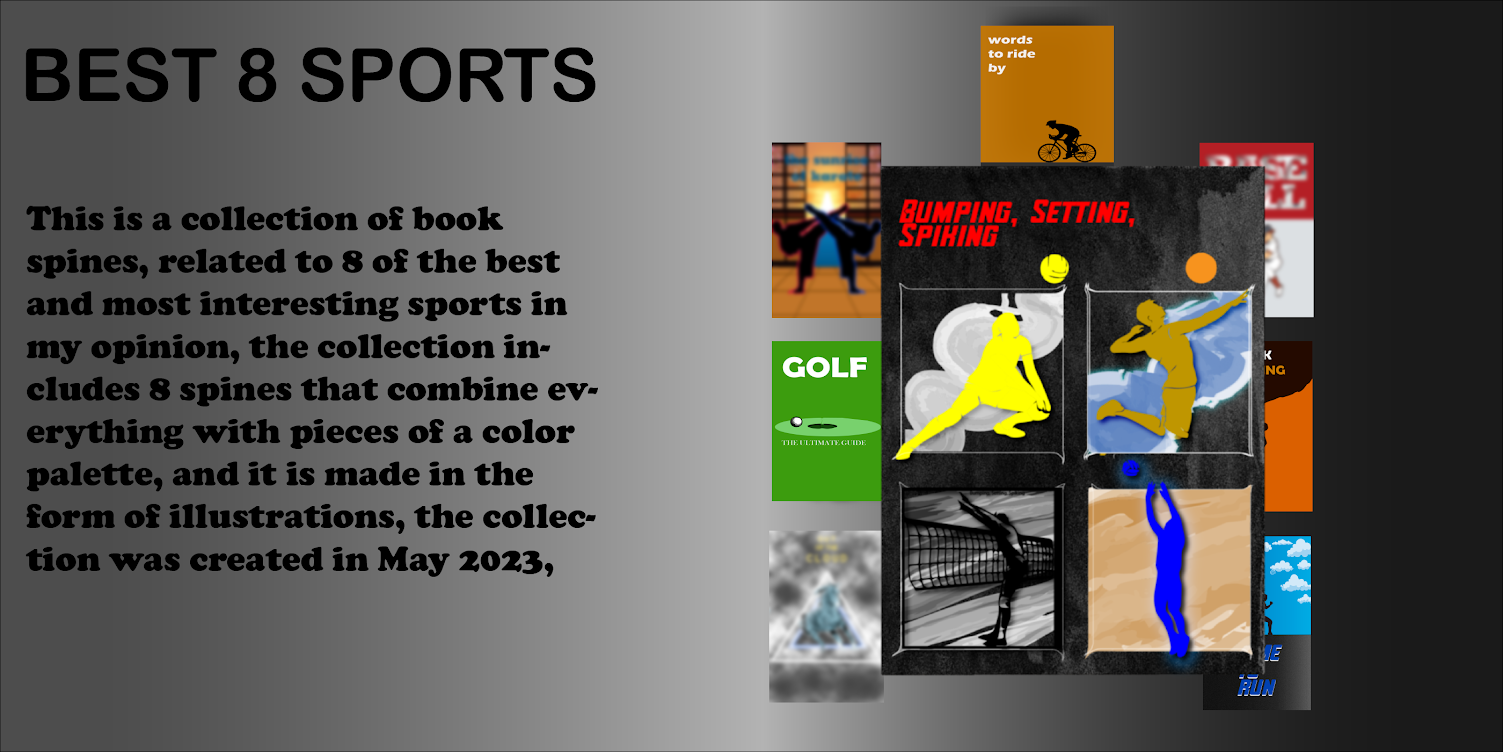 BEST 8 SPORTS
This is a collection of book
spines, related to 8 of the best
and most interesting sports in
my opinion, the collection in-
cludes 8 spines that combine ev-
erything with pieces of a color
palette, and it is made in the
form of illustrations, the collec-
tion was created in May 2023,
words
to ride
by
BUMPING, SETTING,
SPIKING
GOLF
THE ULTIMATE GUIDE
RUN